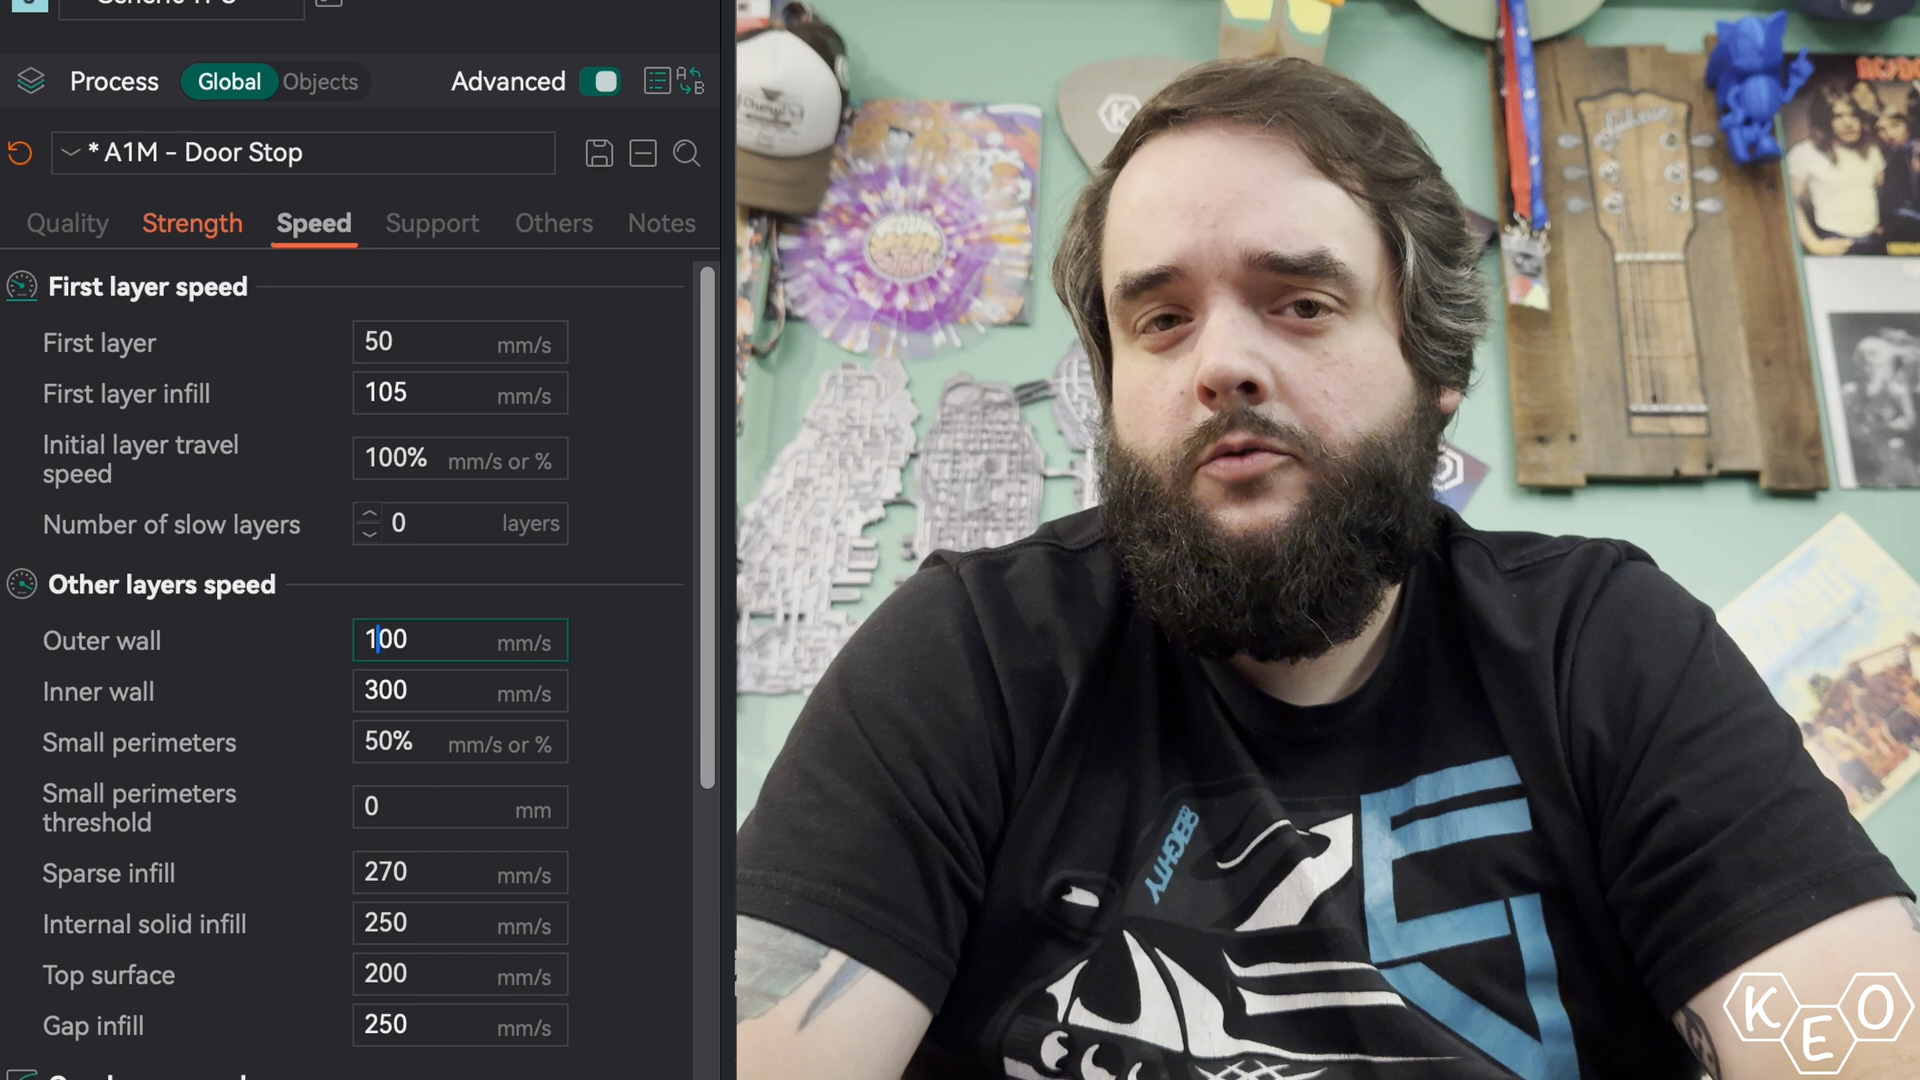 Process Global Objects Advanced
* A1M - Door Stop
Quality Strength Speed Support Others Notes
First layer speed
First layer 50 mm/s
First layer infill 105 mm/s
Initial layer travel speed 100% mm/s or %
Number of slow layers 0 layers
Other layers speed
Outer wall 100 mm/s
Inner wall 300 mm/s
Small perimeters 50% mm/s or %
Small perimeters threshold 0 mm
Sparse infill 270 mm/s
Internal solid infill 250 mm/s
Top surface 200 mm/s
Gap infill 250 mm/s
AC/DC
K
K E O